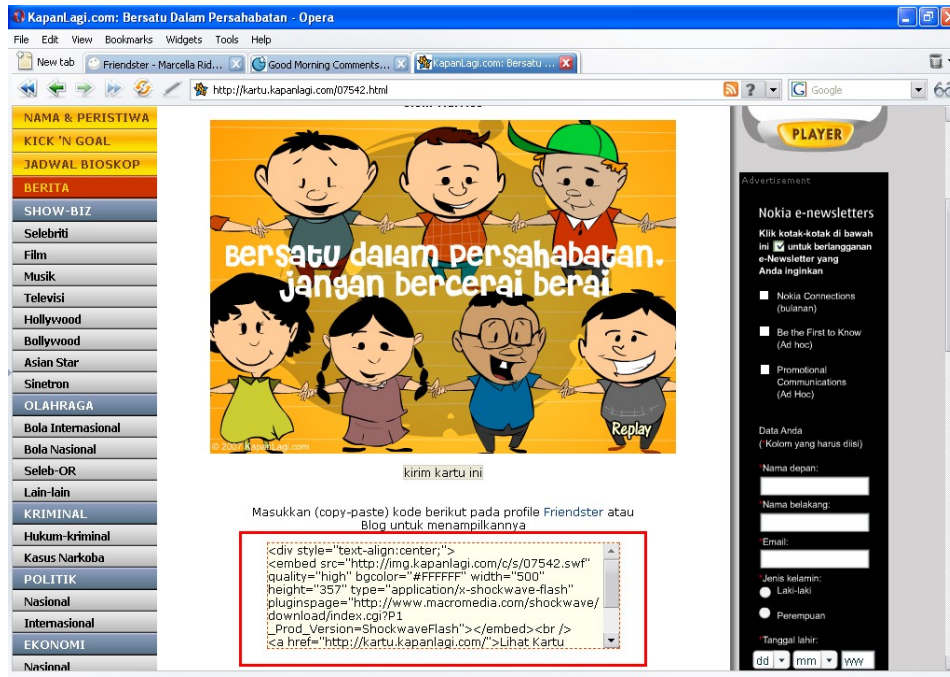 KapanLagi.com: Bersatu Dalam Persahabatan - Opera
File Edit View Bookmarks Widgets Tools Help
New tab
Friendster - Marcella Rid...
Good Morning Comments...
KapanLagi.com: Bersatu ...
http://kartu.kapanlagi.com/07542.html
Google
NAMA & PERISTIWA
KICK 'N GOAL
JADWAL BIOSKOP
BERITA
SHOW-BIZ
Selebriti
Film
Musik
Televisi
Hollywood
Bollywood
Asian Star
Sinetron
OLAHRAGA
Bola Internasional
Bola Nasional
Seleb-OR
Lain-lain
KRIMINAL
Hukum-kriminal
Kasus Narkoba
POLITIK
Nasional
Internasional
EKONOMI
Nasional
Bersatu dalam persahabatan,
jangan bercerai berai
Replay
© 2007 KapanLagi.com
kirim kartu ini
Masukkan (copy-paste) kode berikut pada profile Friendster atau
Blog untuk menampilkannya
<div style="text-align:center;">
<embed src="http://img.kapanlagi.com/c/s/07542.swf"
quality="high" bgcolor="#FFFFFF" width="500"
height="357" type="application/x-shockwave-flash"
pluginspage="http://www.macromedia.com/shockwave/
download/index.cgi?P1
_Prod_Version=ShockwaveFlash"></embed><br />
<a href="http://kartu.kapanlagi.com/">Lihat Kartu
PLAYER
Advertisement
Nokia e-newsletters
Klik kotak-kotak di bawah
ini untuk berlangganan
e-Newsletter yang
Anda inginkan
Nokia Connections
(bulanan)
Be the First to Know
(Ad hoc)
Promotional
Communications
(Ad Hoc)
Data Anda
(*Kolom yang harus diisi)
*Nama depan:
*Nama belakang:
*Email:
*Jenis kelamin:
Laki-laki
Perempuan
*Tanggal lahir:
dd mm yyyy